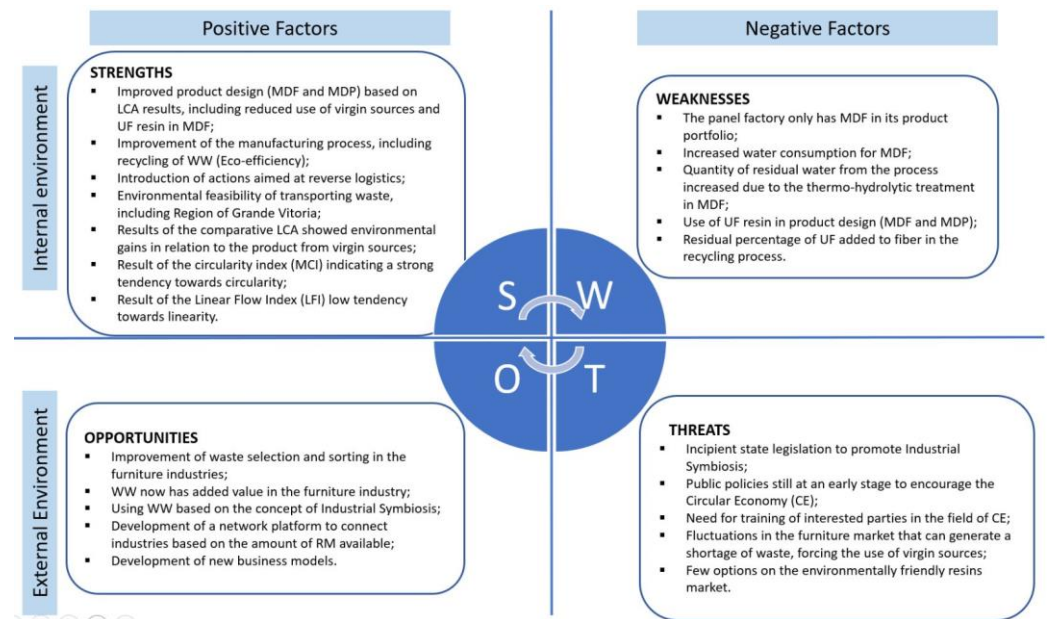 Positive Factors
Negative Factors
Internal environment
STRENGTHS
▪ Improved product design (MDF and MDP) based on
LCA results, including reduced use of virgin sources and
UF resin in MDF;
▪ Improvement of the manufacturing process, including
recycling of WW (Eco-efficiency);
▪ Introduction of actions aimed at reverse logistics;
▪ Environmental feasibility of transporting waste,
including Region of Grande Vitoria;
▪ Results of the comparative LCA showed environmental
gains in relation to the product from virgin sources;
▪ Result of the circularity index (MCI) indicating a strong
tendency towards circularity;
▪ Result of the Linear Flow Index (LFI) low tendency
towards linearity.
WEAKNESSES
▪ The panel factory only has MDF in its product
portfolio;
▪ Increased water consumption for MDF;
▪ Quantity of residual water from the process
increased due to the thermo-hydrolytic treatment
in MDF;
▪ Use of UF resin in product design (MDF and MDP);
▪ Residual percentage of UF added to fiber in the
recycling process.
S W
O T
External Environment
OPPORTUNITIES
▪ Improvement of waste selection and sorting in the
furniture industries;
▪ WW now has added value in the furniture industry;
▪ Using WW based on the concept of Industrial Symbiosis;
▪ Development of a network platform to connect
industries based on the amount of RM available;
▪ Development of new business models.
THREATS
▪ Incipient state legislation to promote Industrial
Symbiosis;
▪ Public policies still at an early stage to encourage the
Circular Economy (CE);
▪ Need for training of interested parties in the field of CE;
▪ Fluctuations in the furniture market that can generate a
shortage of waste, forcing the use of virgin sources;
▪ Few options on the environmentally friendly resins
market.